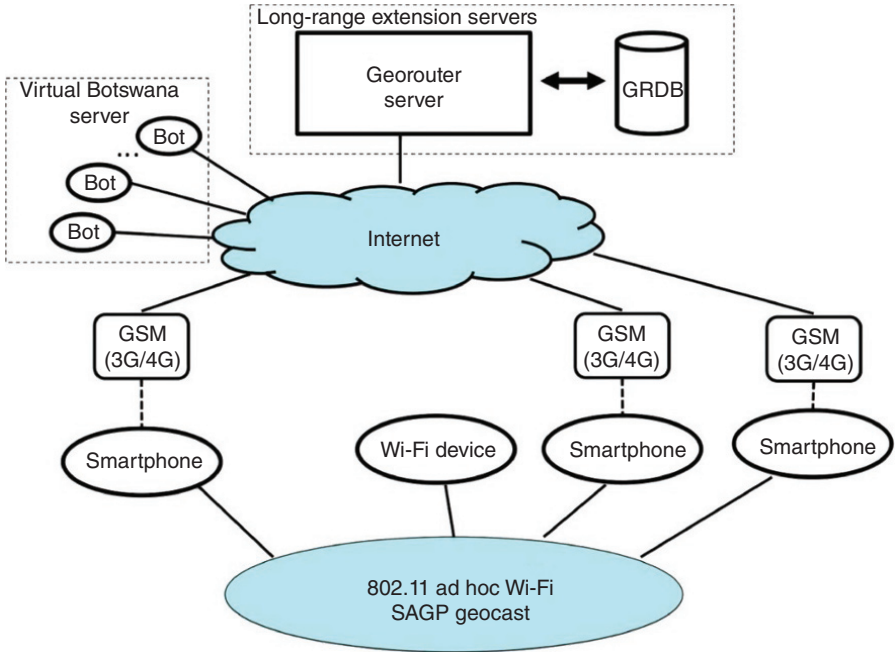 Long-range extension servers
Georouter
server
GRDB
Virtual Botswana
server
Bot
...
Bot
Bot
Internet
GSM
(3G/4G)
GSM
(3G/4G)
GSM
(3G/4G)
Smartphone
Wi-Fi device
Smartphone
Smartphone
802.11 ad hoc Wi-Fi
SAGP geocast